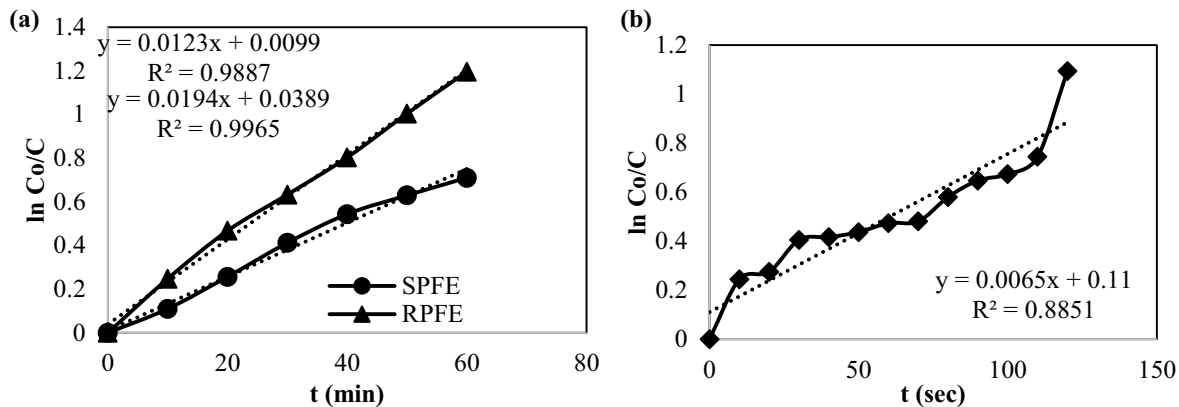 (a)
y = 0.0123x + 0.0099
R² = 0.9887
y = 0.0194x + 0.0389
R² = 0.9965
ln Co/C
1.4
1.2
1
0.8
0.6
0.4
0.2
0
0
20
40
60
80
t (min)
SPFE
RPFE
(b)
ln Co/C
1.2
1
0.8
0.6
0.4
0.2
0
0
50
100
150
t (sec)
y = 0.0065x + 0.11
R² = 0.8851